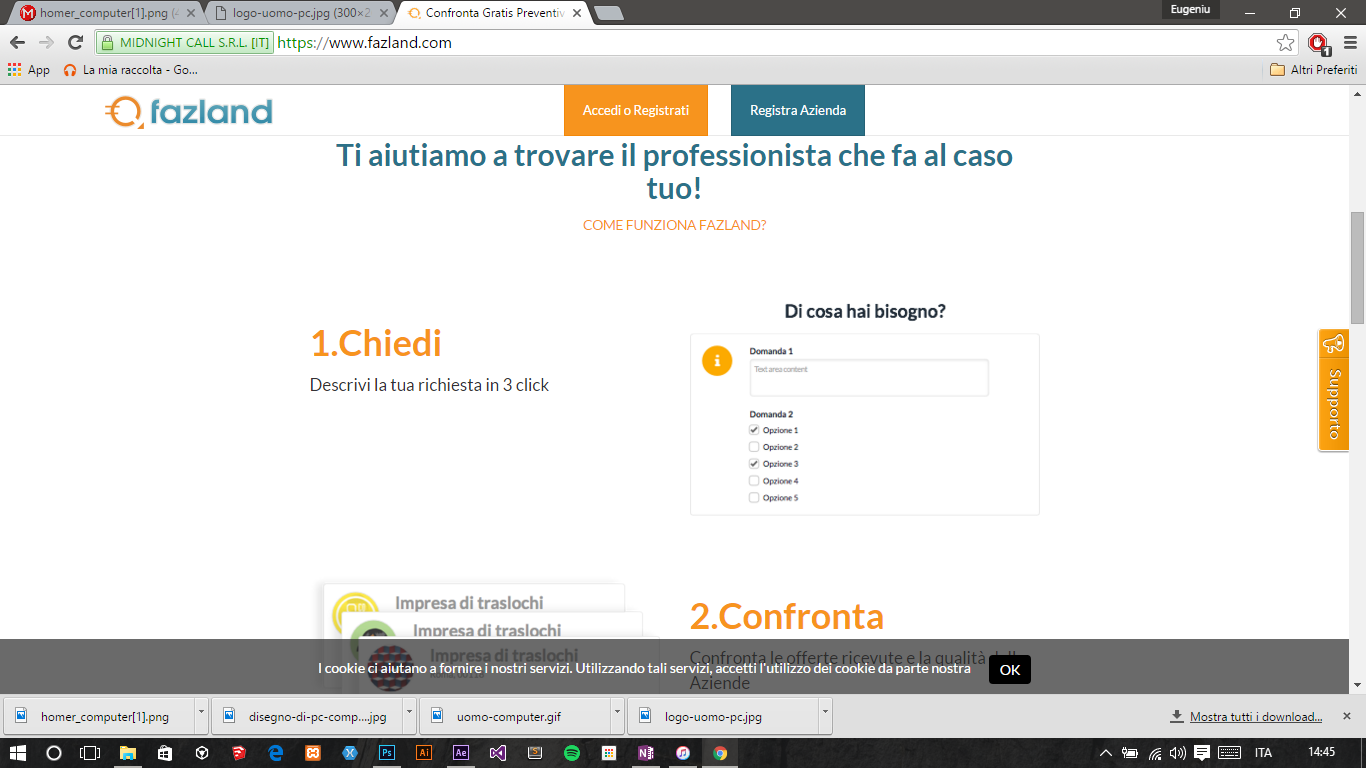 Eugeniu
homer_computer[1].png (4
logo-uomo-pc.jpg (300×2
Confronta Gratis Preventiv
MIDNIGHT CALL S.R.L. [IT]
https://www.fazland.com
1
App
La mia raccolta - Go...
Altri Preferiti
fazland
Accedi o Registrati
Registra Azienda
Ti aiutiamo a trovare il professionista che fa al caso
tuo!
COME FUNZIONA FAZLAND?
1.Chiedi
Descrivi la tua richiesta in 3 click
Di cosa hai bisogno?
Domanda 1
Text area content
Domanda 2
Opzione 1
Opzione 2
Opzione 3
Opzione 4
Opzione 5
Supporto
Impresa di traslochi
Impresa di traslochi
Impresa di traslochi
2.Confronta
Confronta le offerte ricevute e la qualità
Aziende
I cookie ci aiutano a fornire i nostri servizi. Utilizzando tali servizi, accetti l'utilizzo dei cookie da parte nostra
OK
homer_computer[1].png
disegno-di-pc-comp....jpg
uomo-computer.gif
logo-uomo-pc.jpg
Mostra tutti i download...
Ps
Ai
Ae
ITA
14:45